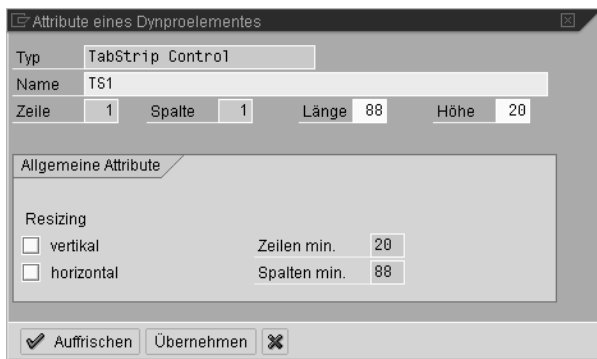 Attribute eines Dynproelementes
Typ TabStrip Control
Name TS1
Zeile 1 Spalte 1 Länge 88 Höhe 20
Allgemeine Attribute
Resizing
vertikal Zeilen min. 20
horizontal Spalten min. 88
Auffrischen Übernehmen